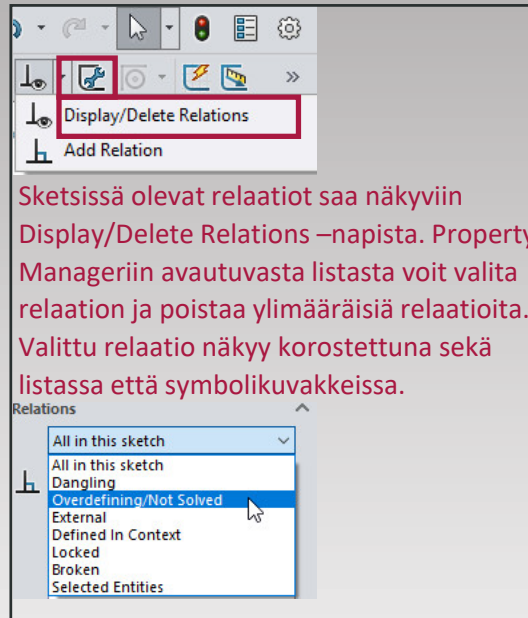 Display/Delete Relations
Add Relation
Sketsissä olevat relaatiot saa näkyviin
Display/Delete Relations –napista. Property
Manageriin avautuvasta listasta voit valita
relaation ja poistaa ylimääräisiä relaatioita.
Valittu relaatio näkyy korostettuna sekä
listassa että symbolikuvakkeissa.
Relations
All in this sketch
All in this sketch
Dangling
Overdefining/Not Solved
External
Defined In Context
Locked
Broken
Selected Entities